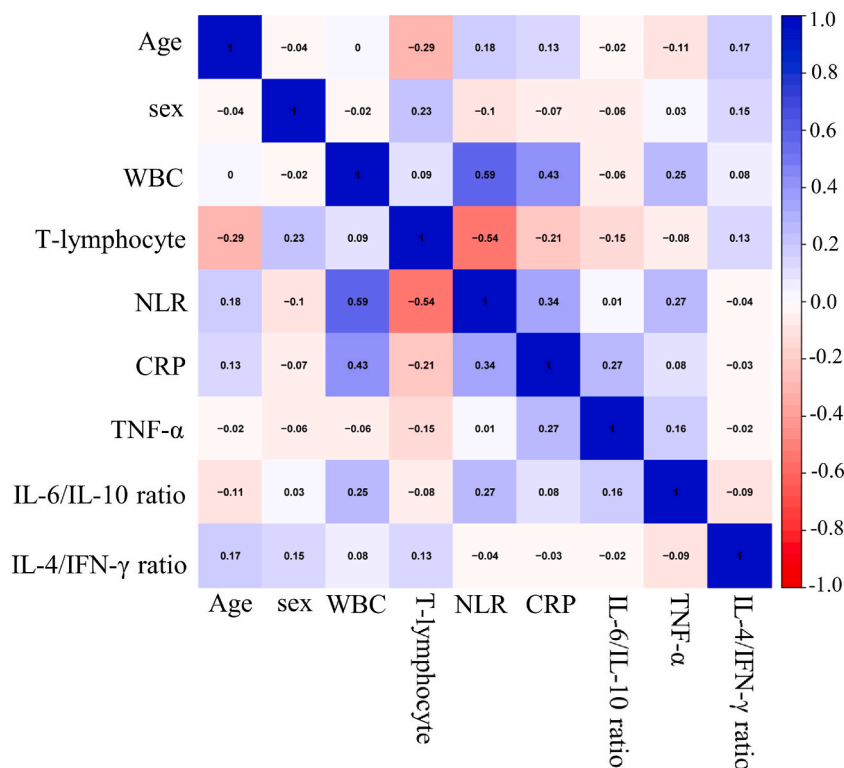 Age 1 −0.04 0 −0.29 0.18 0.13 −0.02 −0.11 0.17
sex −0.04 1 −0.02 0.23 −0.1 −0.07 −0.06 0.03 0.15
WBC 0 −0.02 1 0.09 0.59 0.43 −0.06 0.25 0.08
T-lymphocyte −0.29 0.23 0.09 1 −0.54 −0.21 −0.15 −0.08 0.13
NLR 0.18 −0.1 0.59 −0.54 1 0.34 0.01 0.27 −0.04
CRP 0.13 −0.07 0.43 −0.21 0.34 1 0.27 0.08 −0.03
TNF-α −0.02 −0.06 −0.06 −0.15 0.01 0.27 1 0.16 −0.02
IL-6/IL-10 ratio −0.11 0.03 0.25 −0.08 0.27 0.08 0.16 1 −0.09
IL-4/IFN-γ ratio 0.17 0.15 0.08 0.13 −0.04 −0.03 −0.02 −0.09 1
Age sex WBC T-lymphocyte NLR CRP IL-6/IL-10 ratio TNF-α IL-4/IFN-γ ratio
1.0
0.8
0.6
0.4
0.2
0.0
-0.2
-0.4
-0.6
-0.8
-1.0